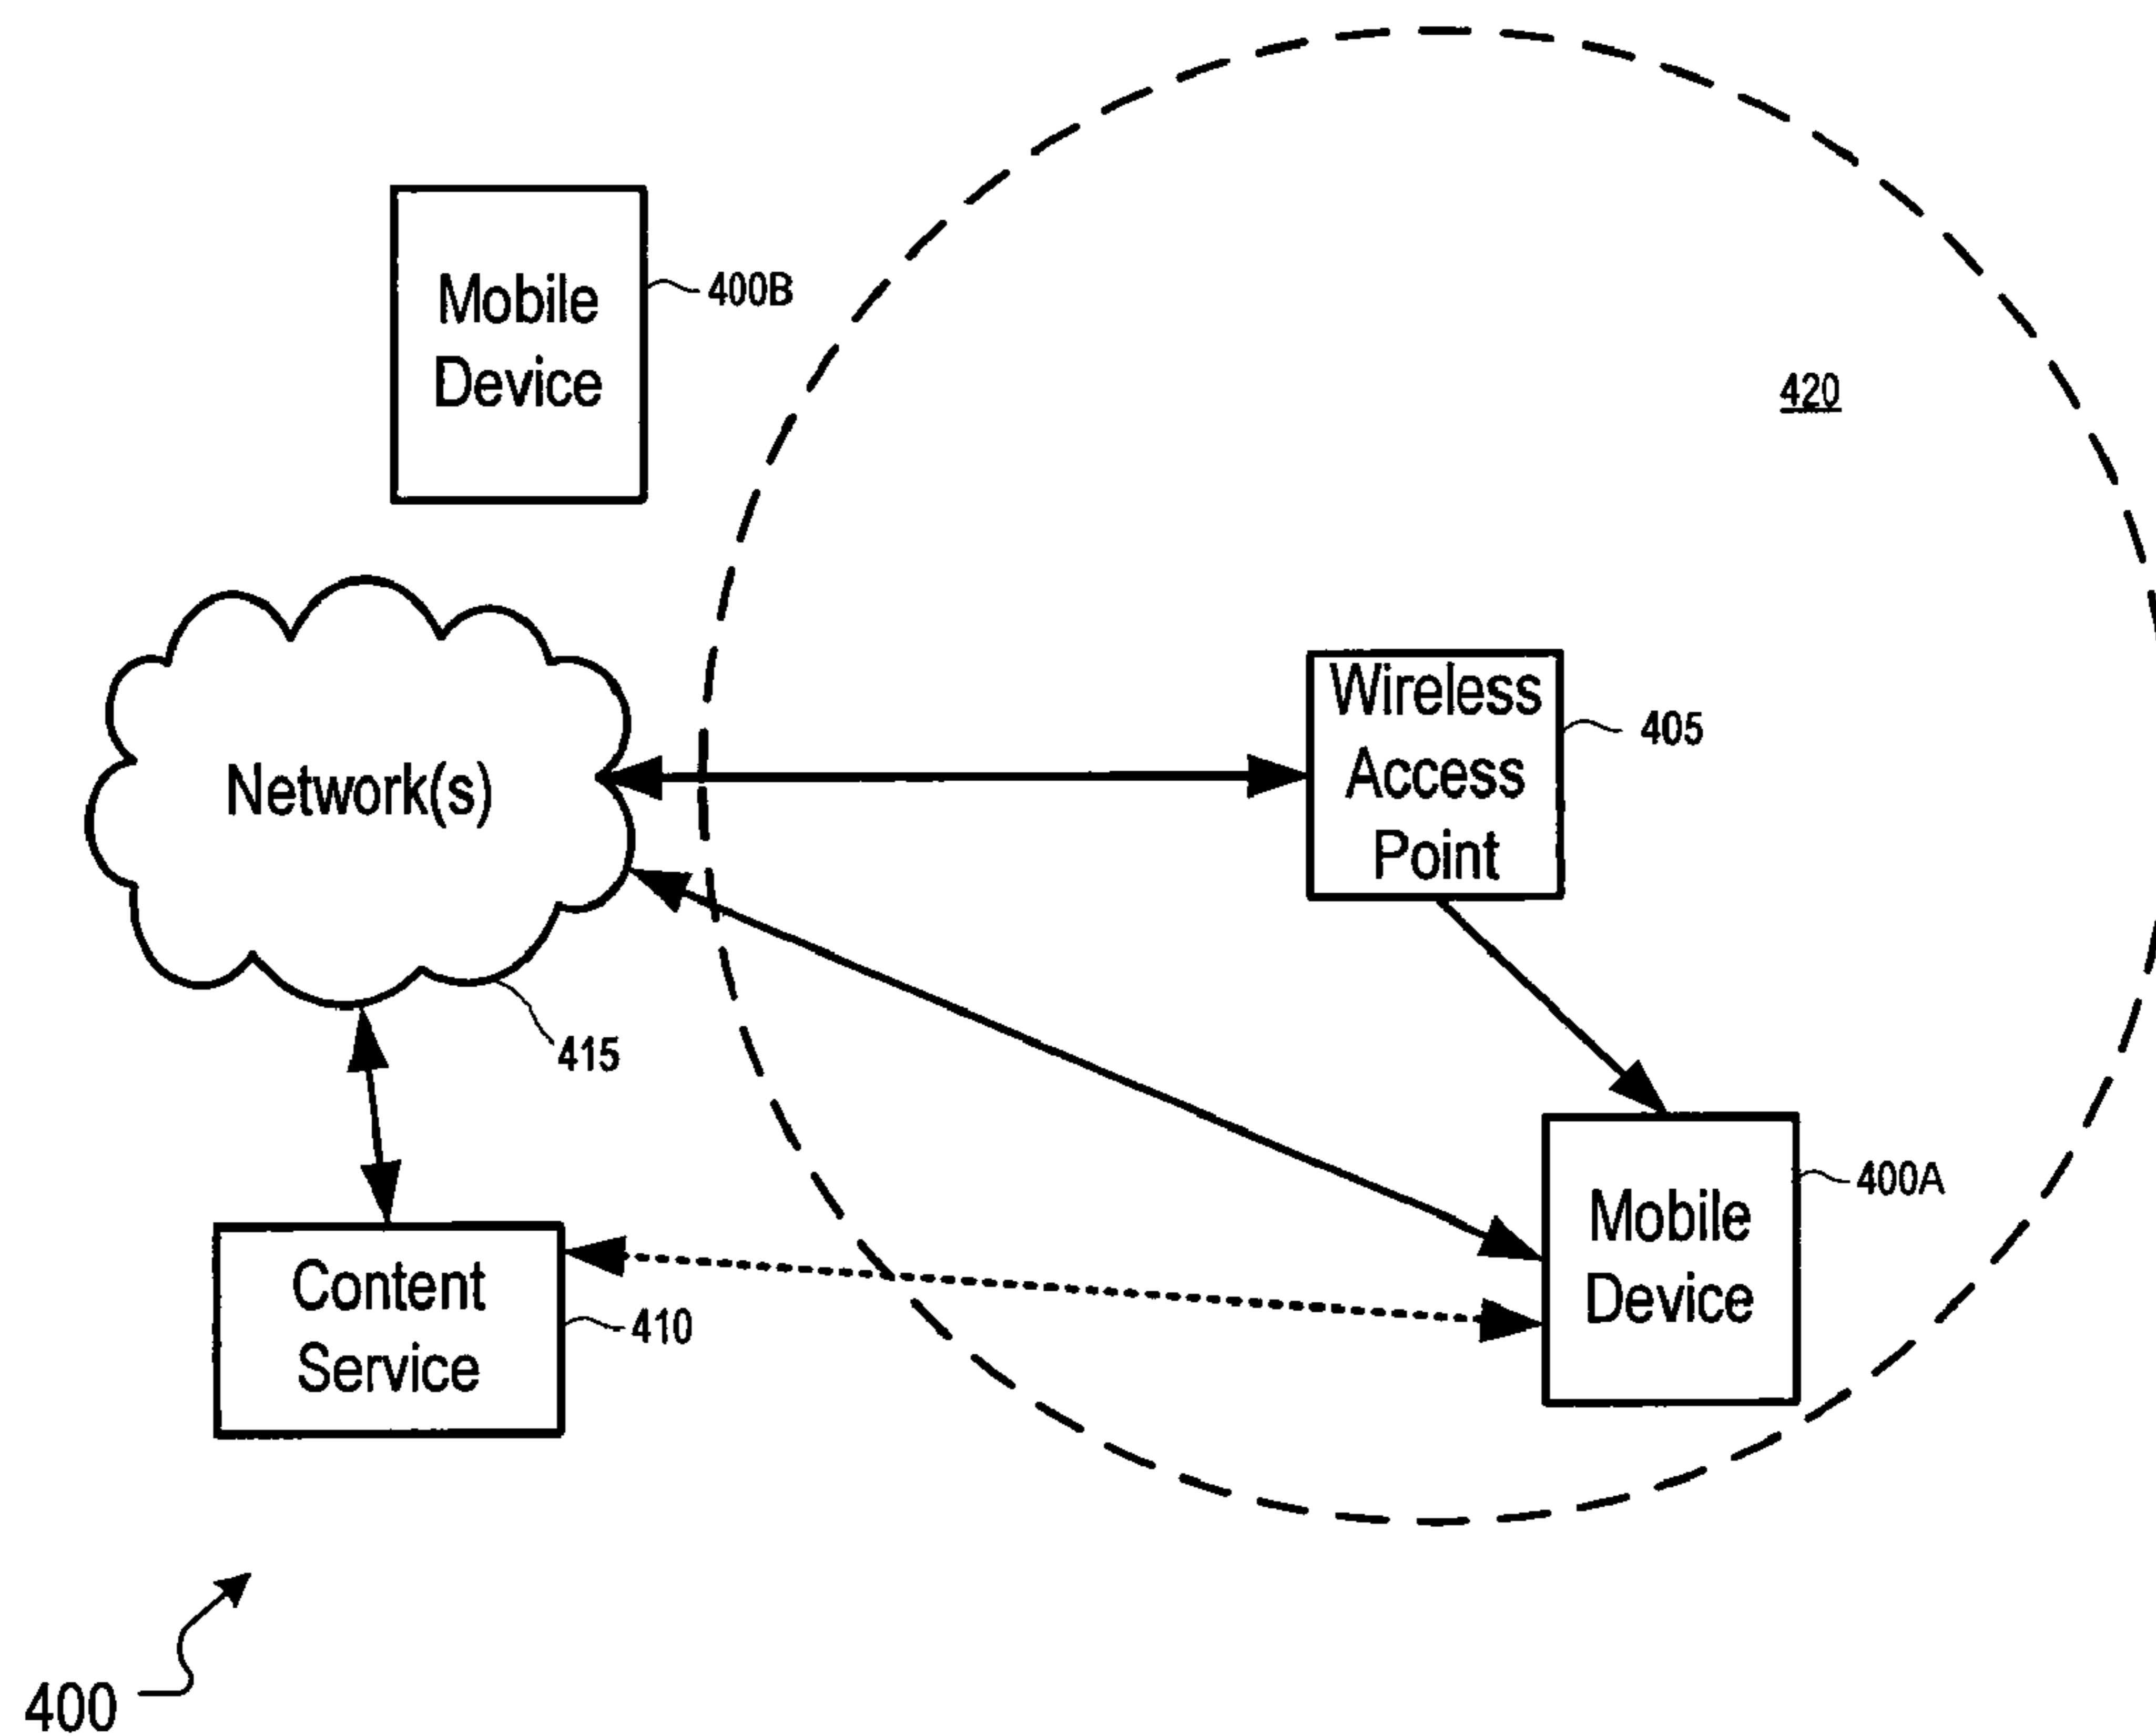 Mobile
Device
400B
420
Wireless
Access
Point
405
Network(s)
415
Mobile
Device
400A
Content
Service
410
400